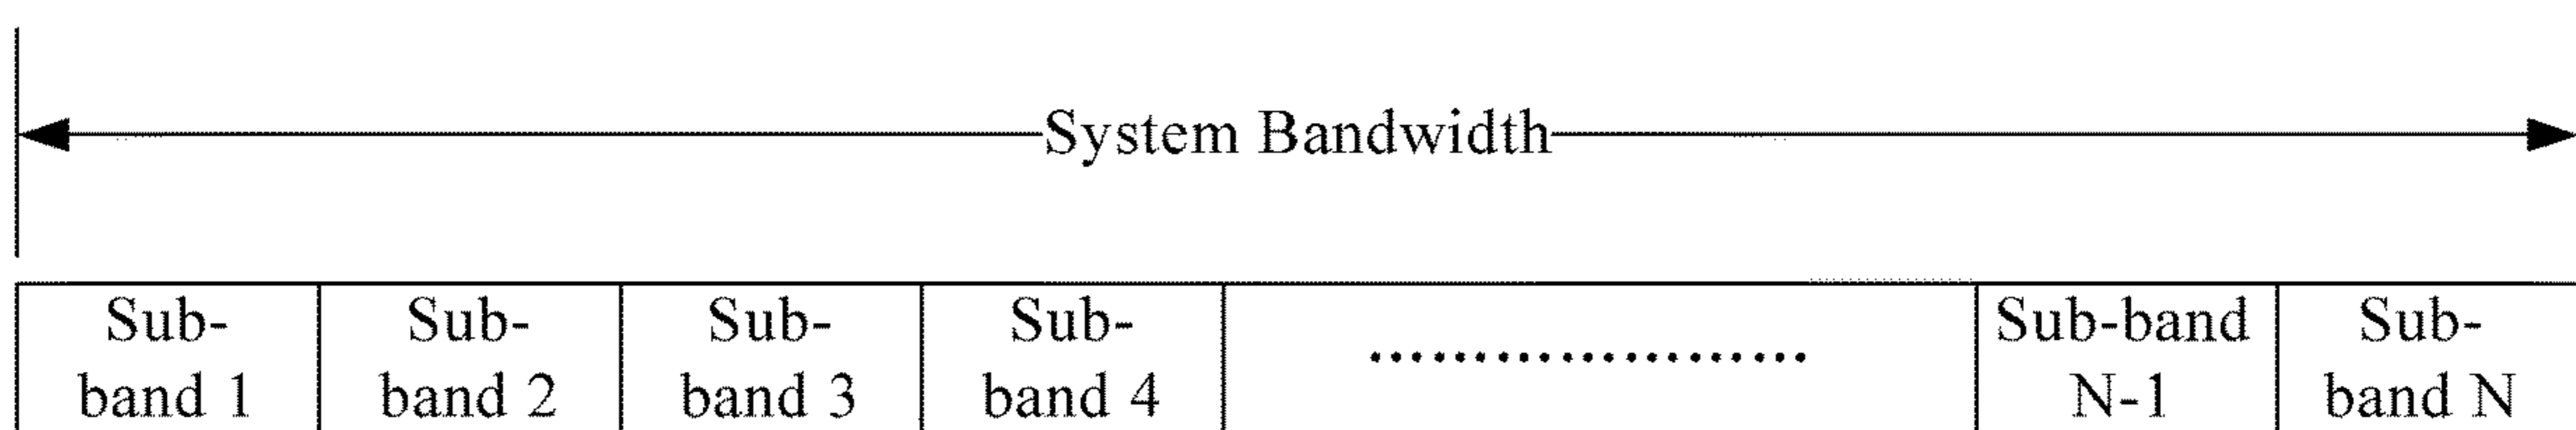 System Bandwidth
Sub-
band 1
Sub-
band 2
Sub-
band 3
Sub-
band 4
....................
Sub-band
N-1
Sub-
band N